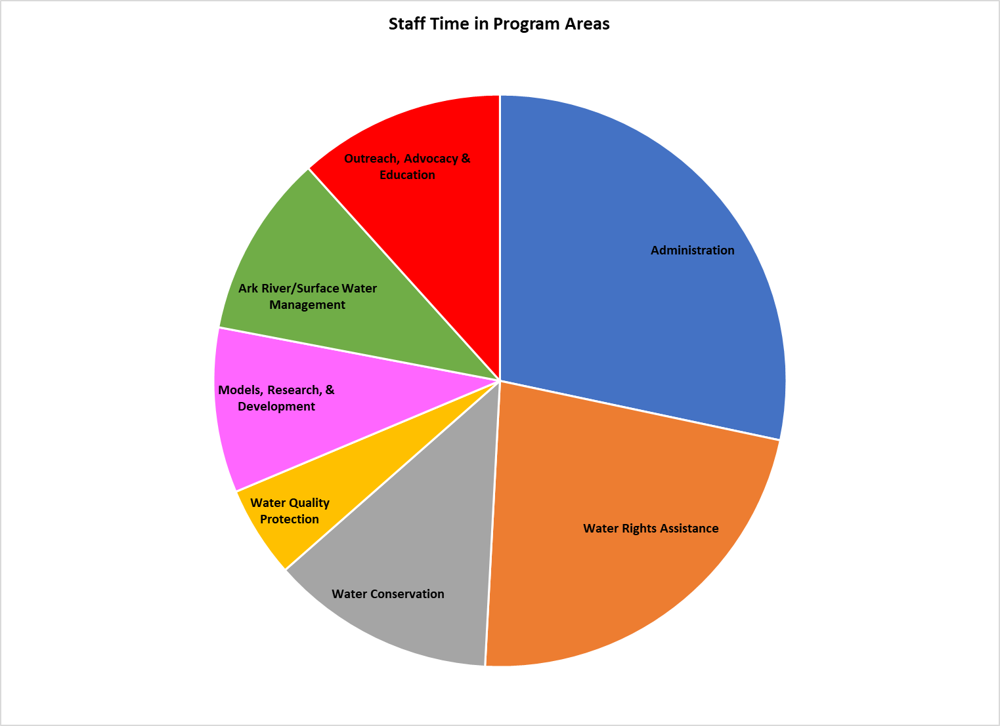 Staff Time in Program Areas
Outreach, Advocacy &
Education
Administration
Ark River/Surface Water
Management
Models, Research, &
Development
Water Quality
Protection
Water Rights Assistance
Water Conservation